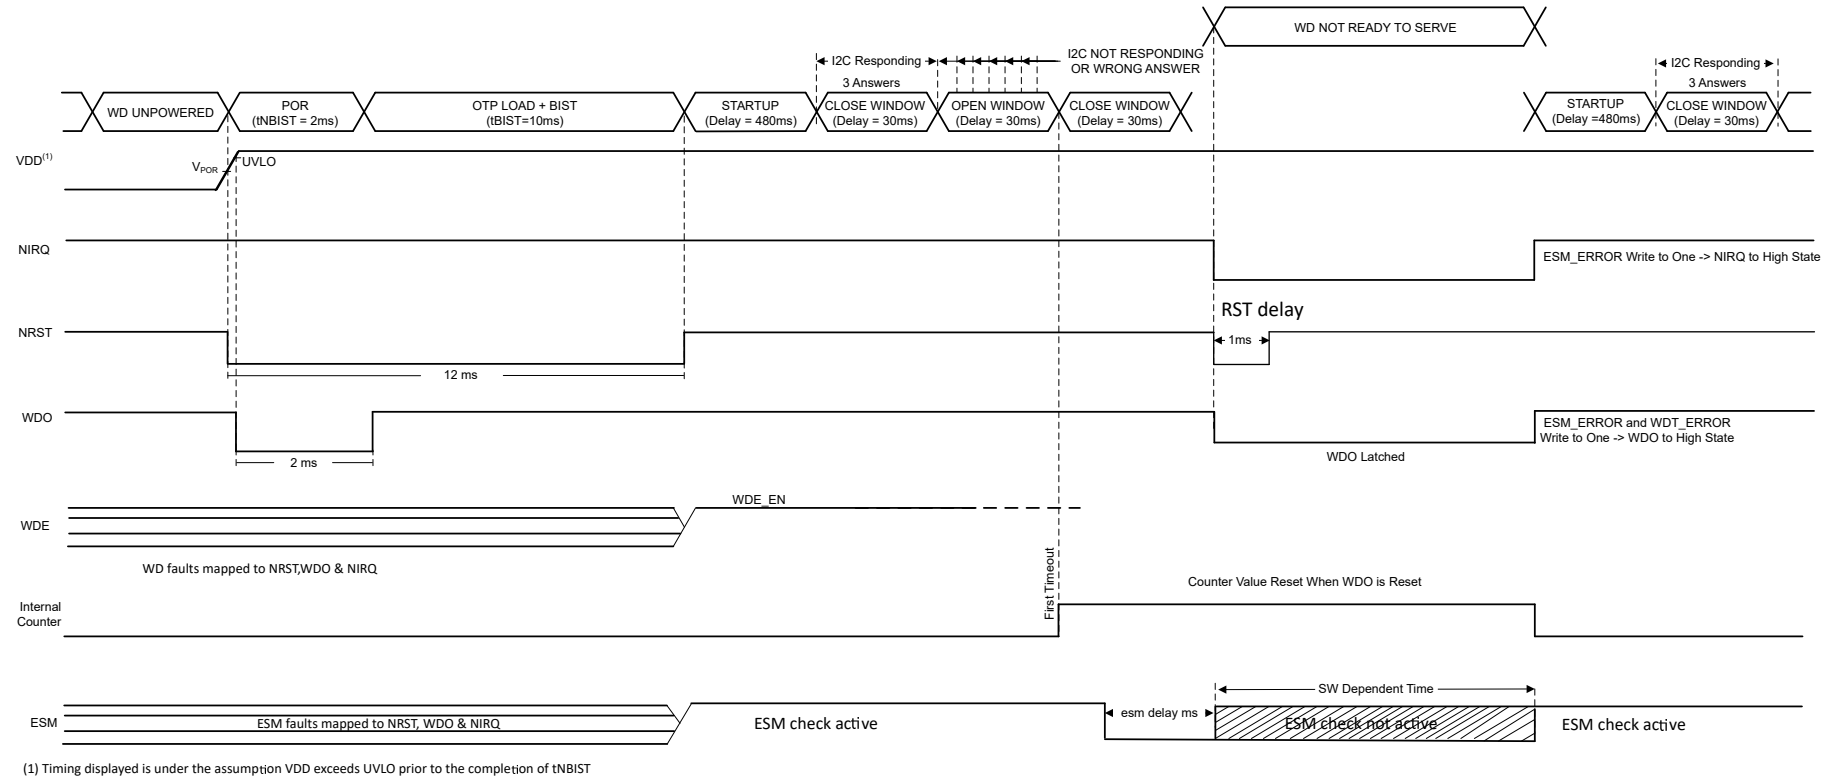 WD NOT READY TO SERVE
I2C Responding
3 Answers
I2C NOT RESPONDING
OR WRONG ANSWER
I2C Responding
3 Answers
WD UNPOWERED
POR
(tNBIST = 2ms)
OTP LOAD + BIST
(tBIST=10ms)
STARTUP
(Delay = 480ms)
CLOSE WINDOW
(Delay = 30ms)
OPEN WINDOW
(Delay = 30ms)
CLOSE WINDOW
(Delay = 30ms)
STARTUP
(Delay =480ms)
CLOSE WINDOW
(Delay = 30ms)
VDD(1)
VPOR
UVLO
NIRQ
ESM_ERROR Write to One -> NIRQ to High State
RST delay
NRST
1ms
12 ms
WDO
2 ms
ESM_ERROR and WDT_ERROR
Write to One -> WDO to High State
WDO Latched
WDE
WDE_EN
WD faults mapped to NRST,WDO & NIRQ
First Timeout
Counter Value Reset When WDO is Reset
Internal
Counter
SW Dependent Time
ESM
ESM faults mapped to NRST, WDO & NIRQ
ESM check active
esm delay ms
ESM check not active
ESM check active
(1) Timing displayed is under the assumption VDD exceeds UVLO prior to the completion of tNBIST